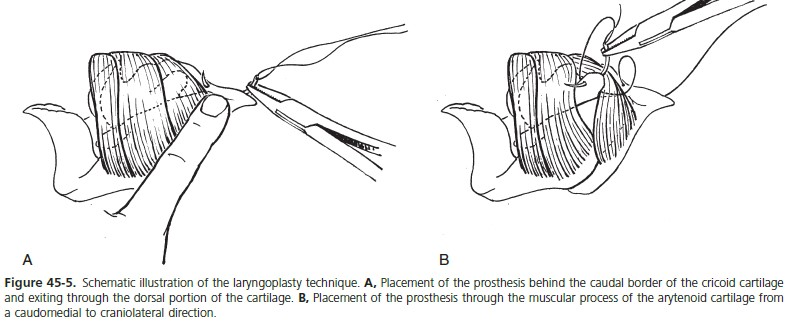 A
B
Figure 45-5. Schematic illustration of the laryngoplasty technique. A, Placement of the prosthesis behind the caudal border of the cricoid cartilage
and exiting through the dorsal portion of the cartilage. B, Placement of the prosthesis through the muscular process of the arytenoid cartilage from
a caudomedial to craniolateral direction.